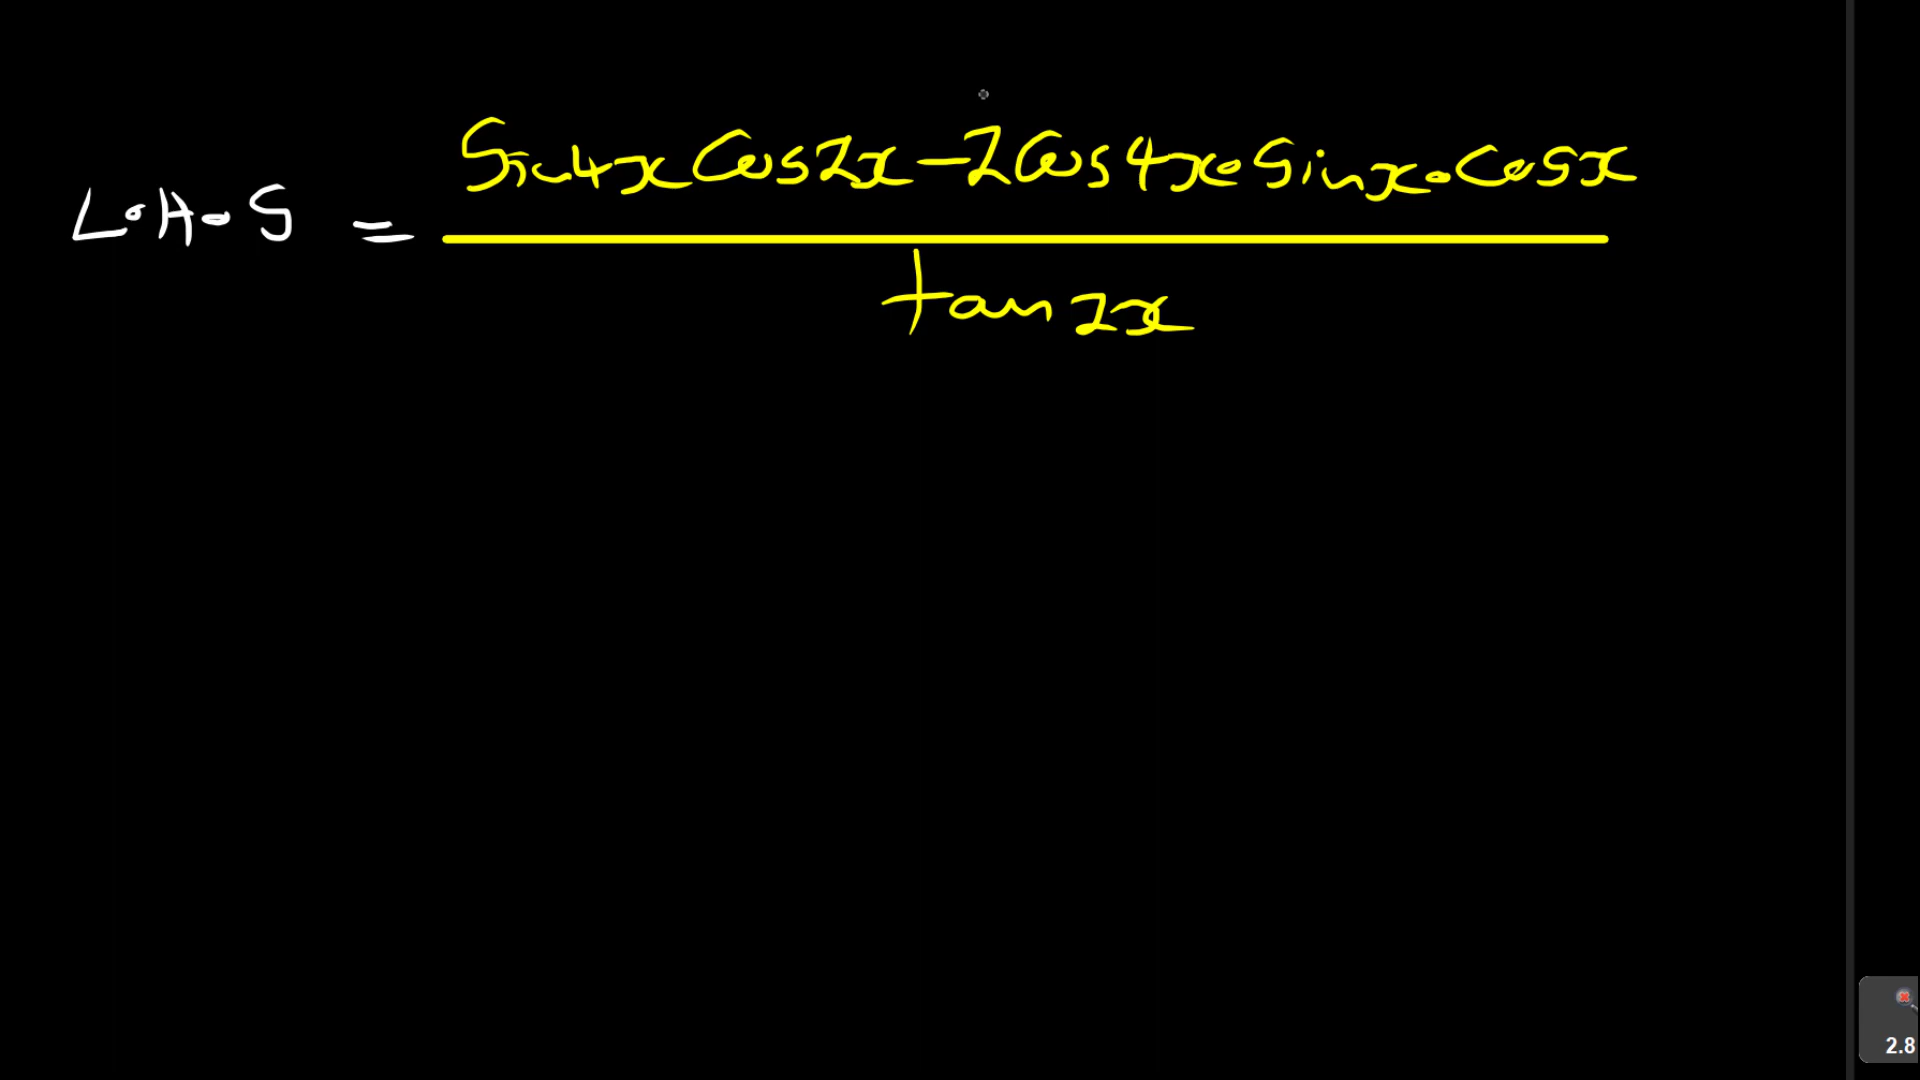 L.H.S = Sin4x Cos2x - 2Cos4x.Sinx.Cosx
tan2x
2.8